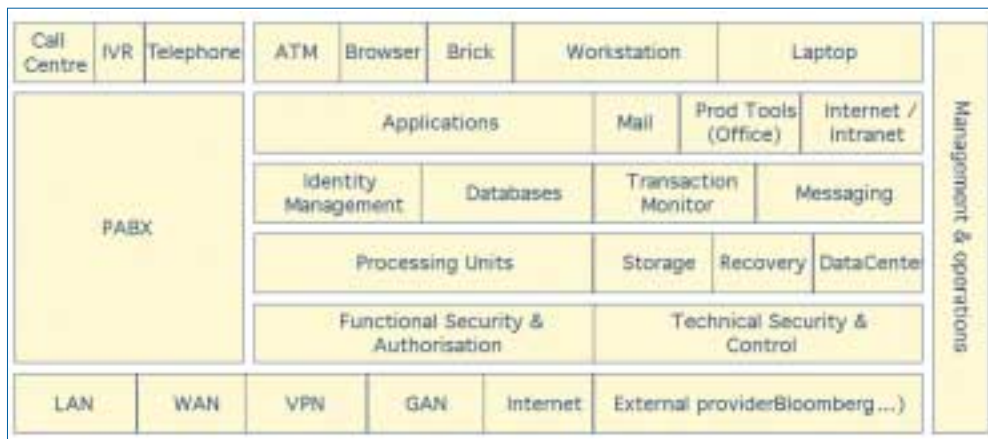 Call
Centre
IVR
Telephone
ATM
Browser
Brick
Workstation
Laptop
PABX
Applications
Mail
Prod Tools
(Office)
Internet /
Intranet
Identity
Management
Databases
Transaction
Monitor
Messaging
Processing Units
Storage
Recovery
DataCente
Functional Security &
Authorisation
Technical Security &
Control
LAN
WAN
VPN
GAN
Internet
External providerBloomberg...)
Management & operations